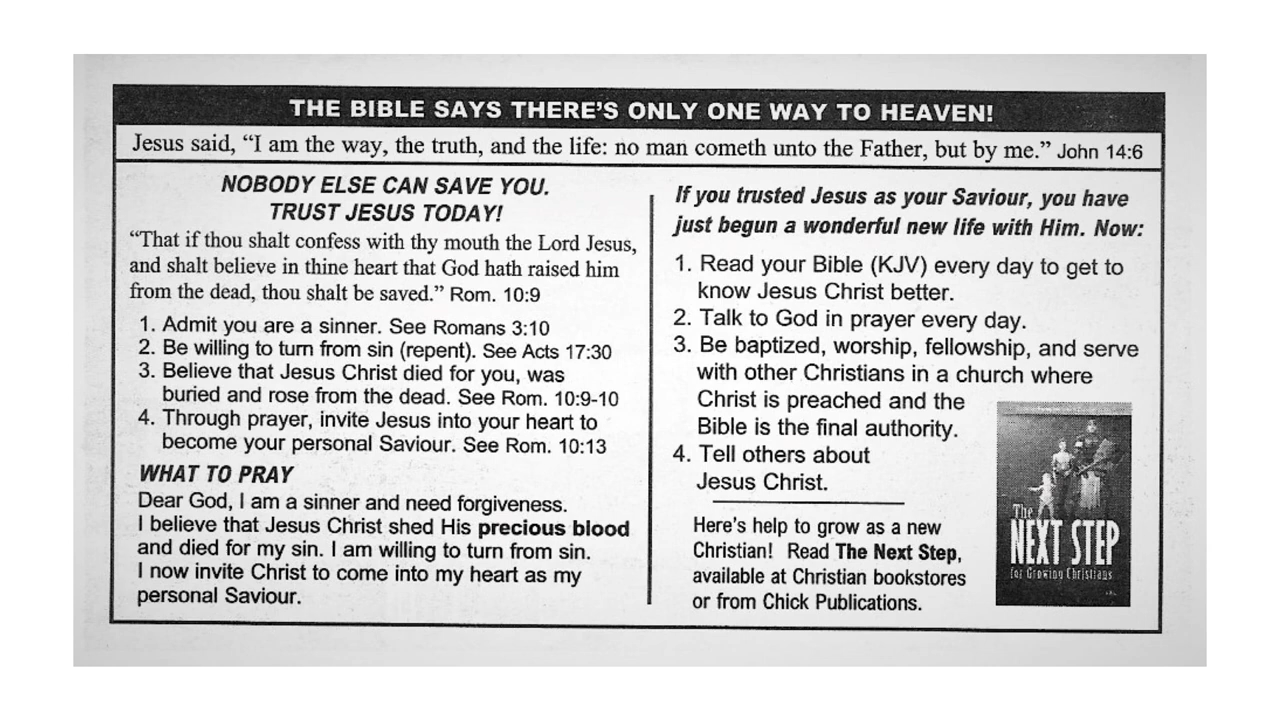 THE BIBLE SAYS THERE'S ONLY ONE WAY TO HEAVEN!
Jesus said, “I am the way, the truth, and the life: no man cometh unto the Father, but by me.” John 14:6
NOBODY ELSE CAN SAVE YOU.
TRUST JESUS TODAY!
“That if thou shalt confess with thy mouth the Lord Jesus,
and shalt believe in thine heart that God hath raised him
from the dead, thou shalt be saved.” Rom. 10:9
1. Admit you are a sinner. See Romans 3:10
2. Be willing to turn from sin (repent). See Acts 17:30
3. Believe that Jesus Christ died for you, was
buried and rose from the dead. See Rom. 10:9-10
4. Through prayer, invite Jesus into your heart to
become your personal Saviour. See Rom. 10:13
WHAT TO PRAY
Dear God, I am a sinner and need forgiveness.
I believe that Jesus Christ shed His precious blood
and died for my sin. I am willing to turn from sin.
I now invite Christ to come into my heart as my
personal Saviour.
If you trusted Jesus as your Saviour, you have
just begun a wonderful new life with Him. Now:
1. Read your Bible (KJV) every day to get to
know Jesus Christ better.
2. Talk to God in prayer every day.
3. Be baptized, worship, fellowship, and serve
with other Christians in a church where
Christ is preached and the
Bible is the final authority.
4. Tell others about
Jesus Christ.
Here's help to grow as a new
Christian! Read The Next Step,
available at Christian bookstores
or from Chick Publications.
The
NEXT STEP
for Growing Christians